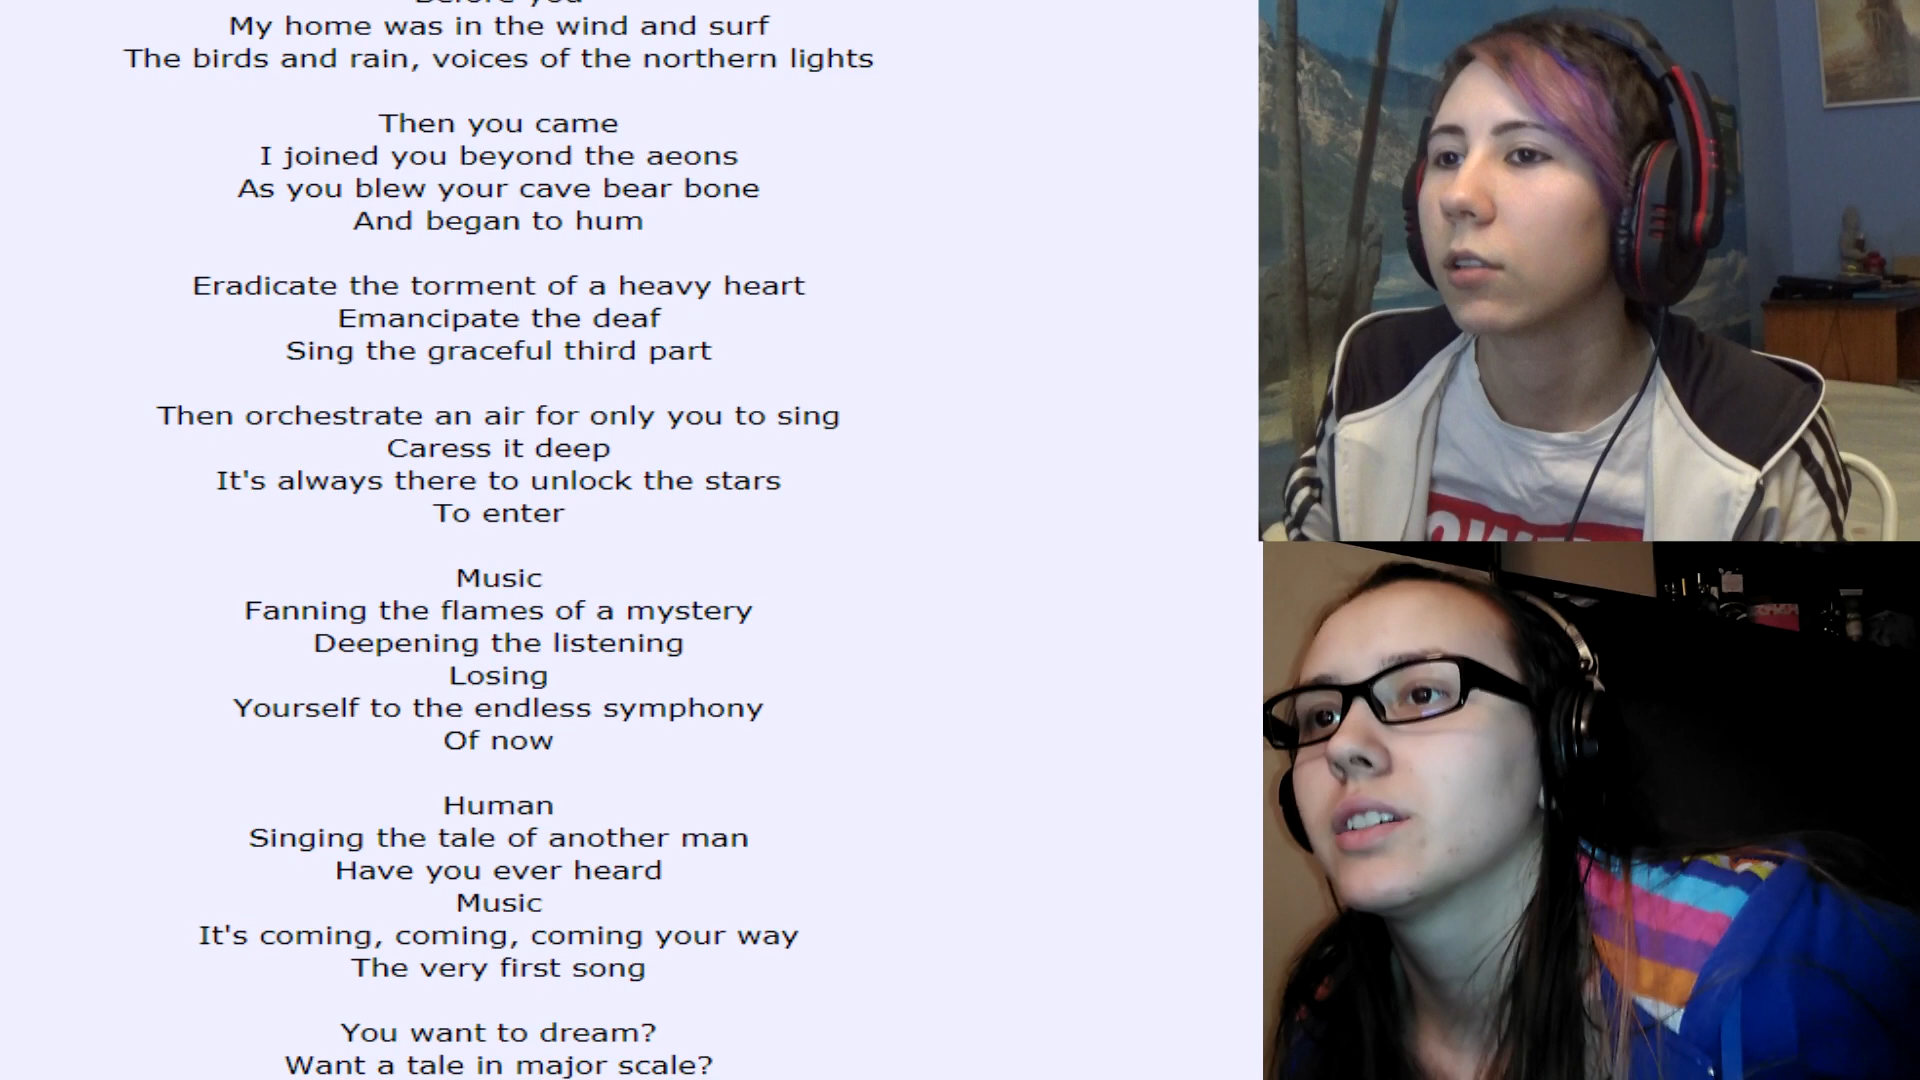 Before you
My home was in the wind and surf
The birds and rain, voices of the northern lights
Then you came
I joined you beyond the aeons
As you blew your cave bear bone
And began to hum
Eradicate the torment of a heavy heart
Emancipate the deaf
Sing the graceful third part
Then orchestrate an air for only you to sing
Caress it deep
It's always there to unlock the stars
To enter
Music
Fanning the flames of a mystery
Deepening the listening
Losing
Yourself to the endless symphony
Of now
Human
Singing the tale of another man
Have you ever heard
Music
It's coming, coming, coming your way
The very first song
You want to dream?
Want a tale in major scale?